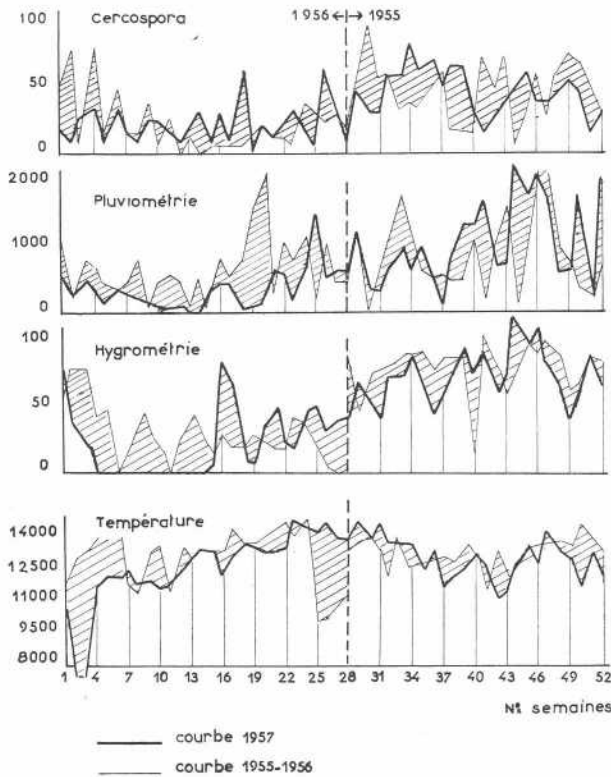 1956 ← → 1955
Cercospora
100
50
0
Pluviométrie
2000
1000
0
Hygrométrie
100
50
0
Température
14000
12500
11000
9500
8000
1 4 7 10 13 16 19 22 25 28 31 34 37 40 43 46 49 52
Nº semaines
courbe 1957
courbe 1955-1956